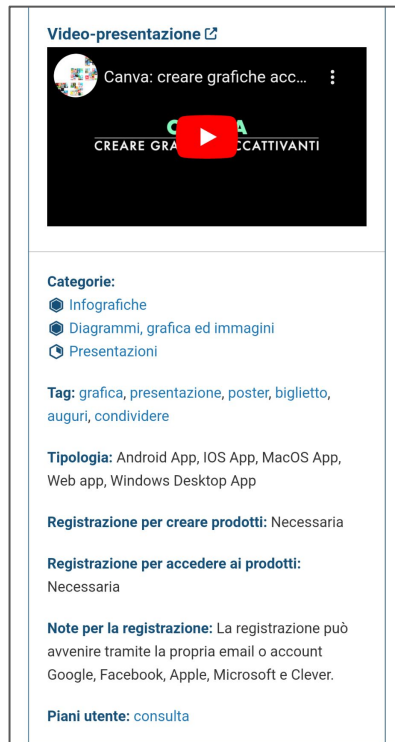 Video-presentazione
Canva: creare grafiche acc...
CREARE GRA CCATTIVANTI
Categorie:
Infografiche
Diagrammi, grafica ed immagini
Presentazioni
Tag: grafica, presentazione, poster, biglietto,
auguri, condividere
Tipologia: Android App, IOS App, MacOS App,
Web app, Windows Desktop App
Registrazione per creare prodotti: Necessaria
Registrazione per accedere ai prodotti:
Necessaria
Note per la registrazione: La registrazione può
avvenire tramite la propria email o account
Google, Facebook, Apple, Microsoft e Clever.
Piani utente: consulta